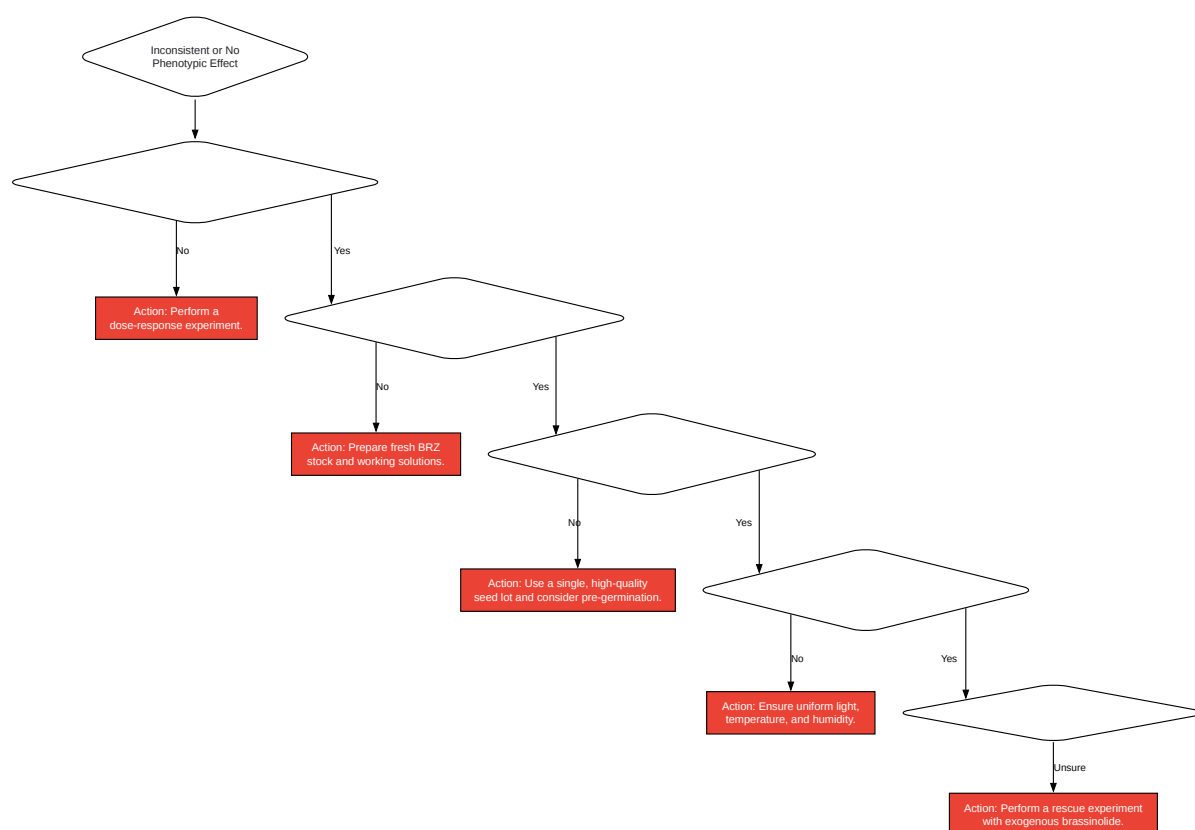 Inconsistent or No
Phenotypic Effect
No
Yes
Action: Perform a
dose-response experiment.
No
Yes
Action: Prepare fresh BRZ
stock and working solutions.
No
Yes
Action: Use a single, high-quality
seed lot and consider pre-germination.
No
Yes
Action: Ensure uniform light,
temperature, and humidity.
Unsure
Action: Perform a rescue experiment
with exogenous brassinolide.